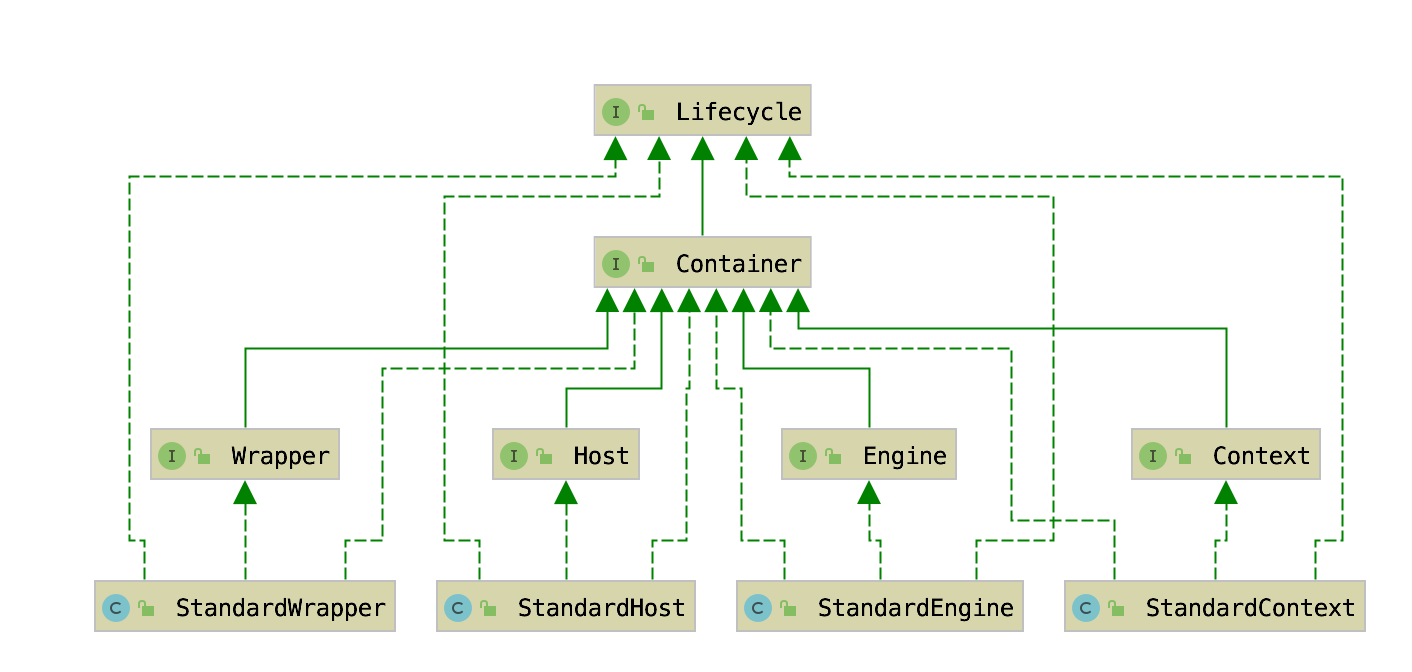 I Lifecycle
I Container
I Wrapper
I Host
I Engine
I Context
C StandardWrapper
C StandardHost
C StandardEngine
C StandardContext